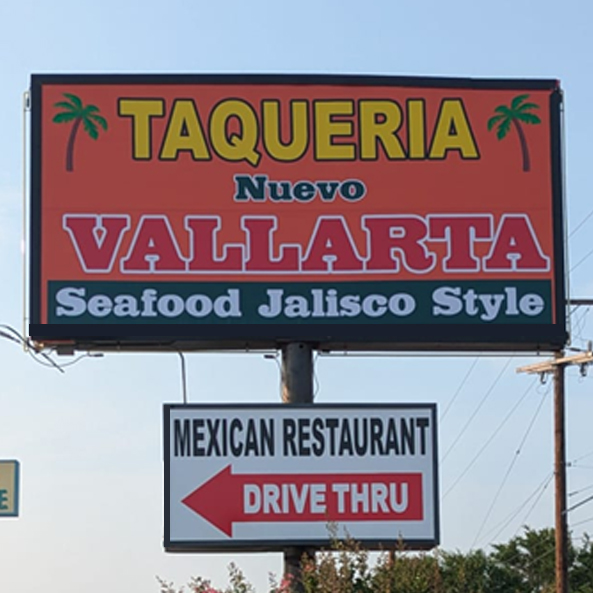 TAQUERIA
Nuevo
VALLARTA
Seafood Jalisco Style
MEXICAN RESTAURANT
DRIVE THRU